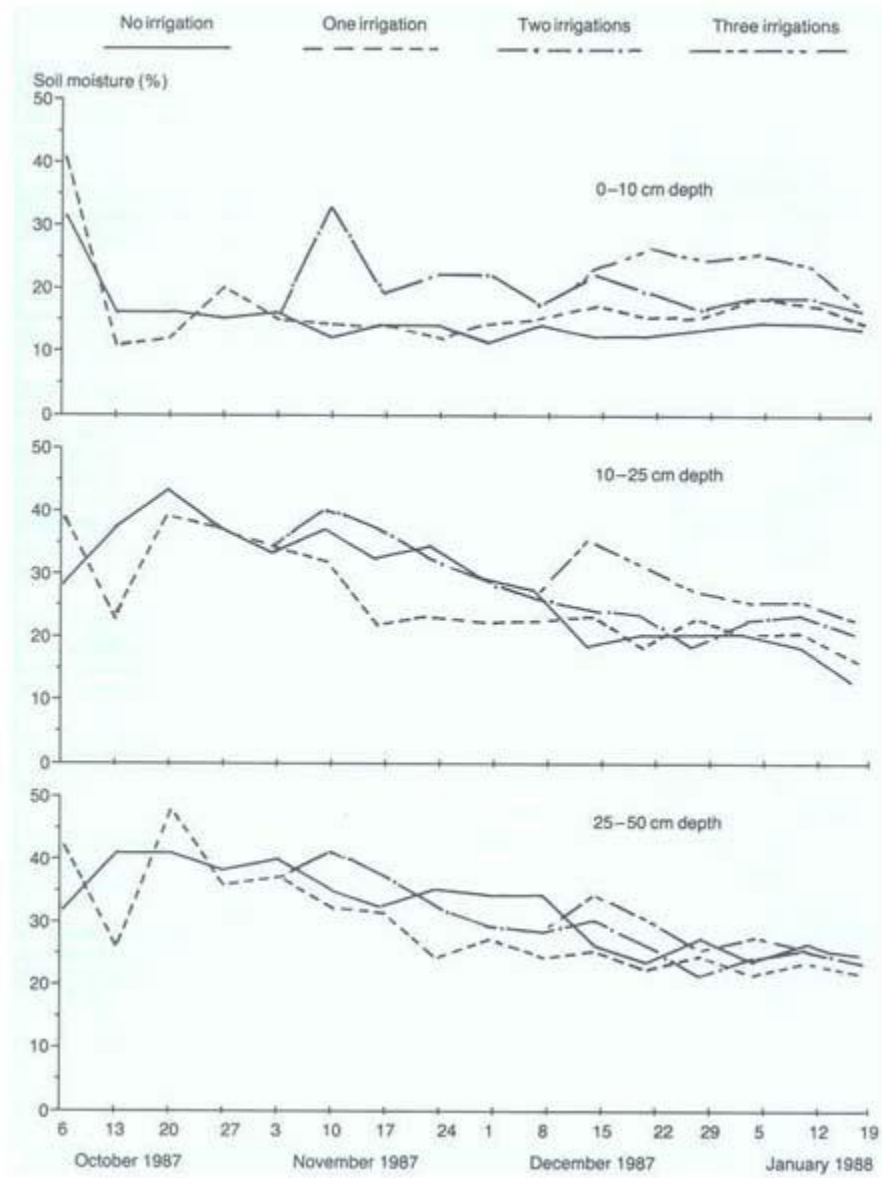 No irrigation One irrigation Two irrigations Three irrigations
Soil moisture (%)
50
40
30
20
10
0
0–10 cm depth
50
40
30
20
10
0
10–25 cm depth
50
40
30
20
10
0
25–50 cm depth
6 13 20 27 3 10 17 24 1 8 15 22 29 5 12 19
October 1987 November 1987 December 1987 January 1988